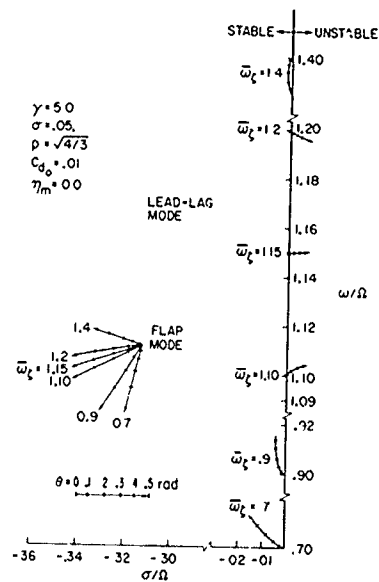 STABLE UNSTABLE
1.40
ω̄ζ=1.4
γ=5.0
σ=.05,
p=√4/3
Cdo=.01
ηm=0.0
ω̄ζ=1.2
1.20
1.18
LEAD-LAG
MODE
1.16
ω̄ζ=1.15
1.14
ω/Ω
1.12
1.4
FLAP
MODE
1.2
ω̄ζ=1.15
1.10
ω̄ζ=1.10
1.10
1.09
0.9
0.7
.92
ω̄ζ=.9
.90
θ=0 .1 .2 .3 .4 .5 rad
ω̄ζ=.7
.70
-.36 -.34 -.32 -.30 -.02 -.01
σ/Ω